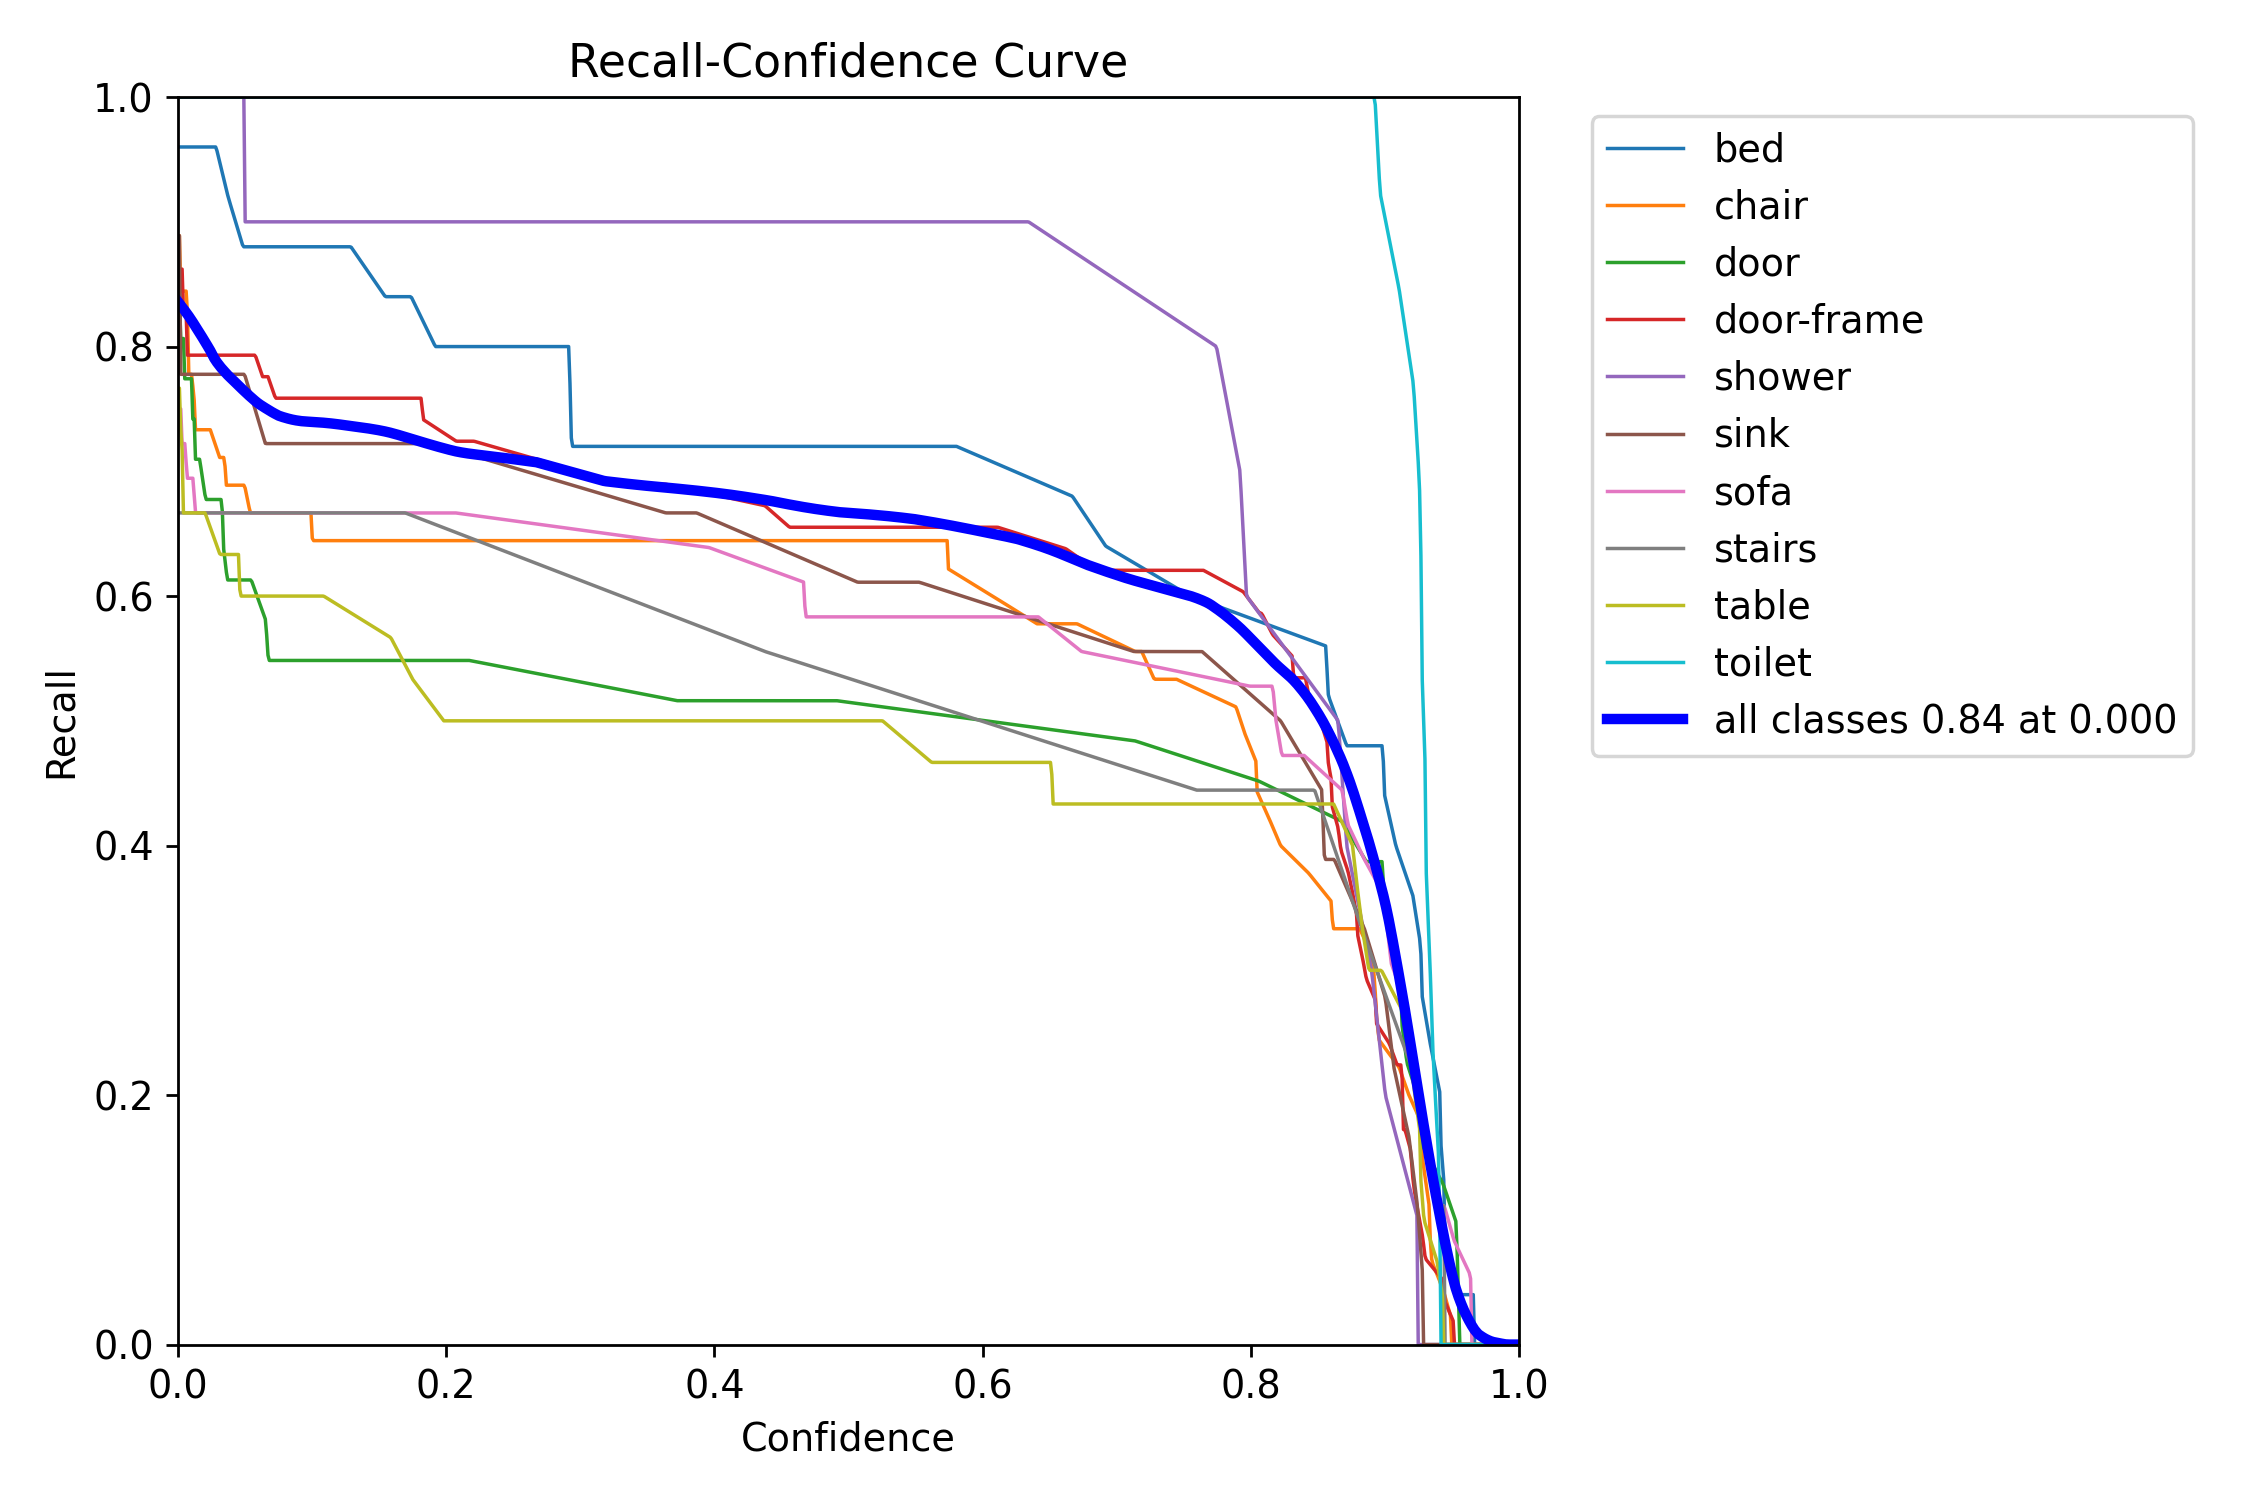 Recall-Confidence Curve
1.0
0.8
0.6
0.4
0.2
0.0
Recall
0.0 0.2 0.4 0.6 0.8 1.0
Confidence
bed
chair
door
door-frame
shower
sink
sofa
stairs
table
toilet
all classes 0.84 at 0.000